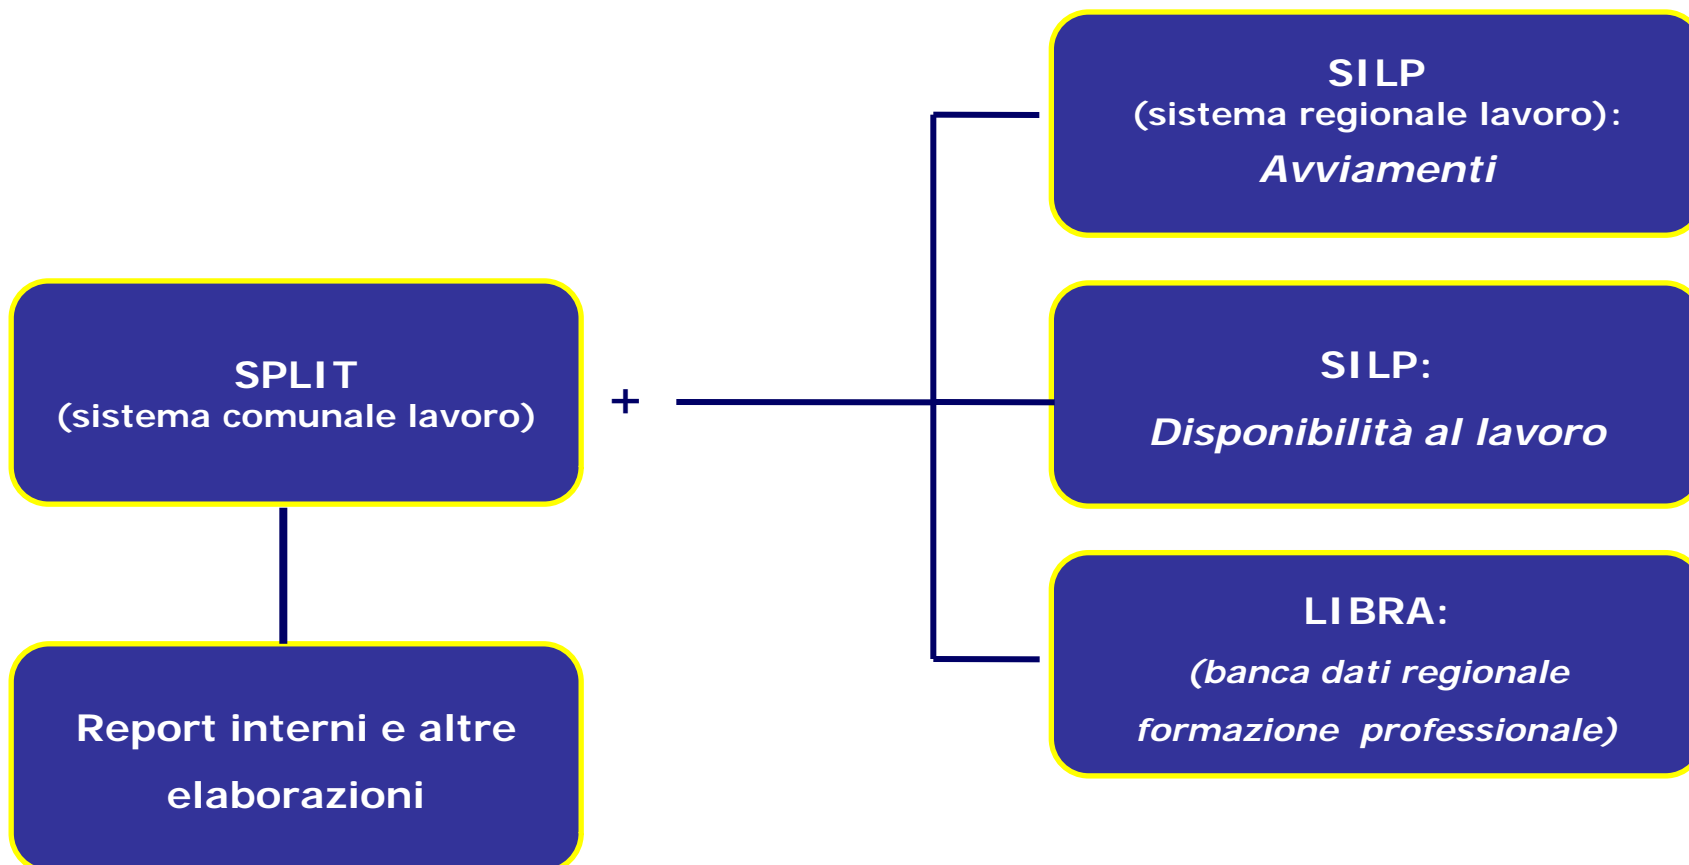 SPLIT
(sistema comunale lavoro)
+
Report interni e altre
elaborazioni
SILP
(sistema regionale lavoro):
Avviamenti
SILP:
Disponibilità al lavoro
LIBRA:
(banca dati regionale
formazione professionale)